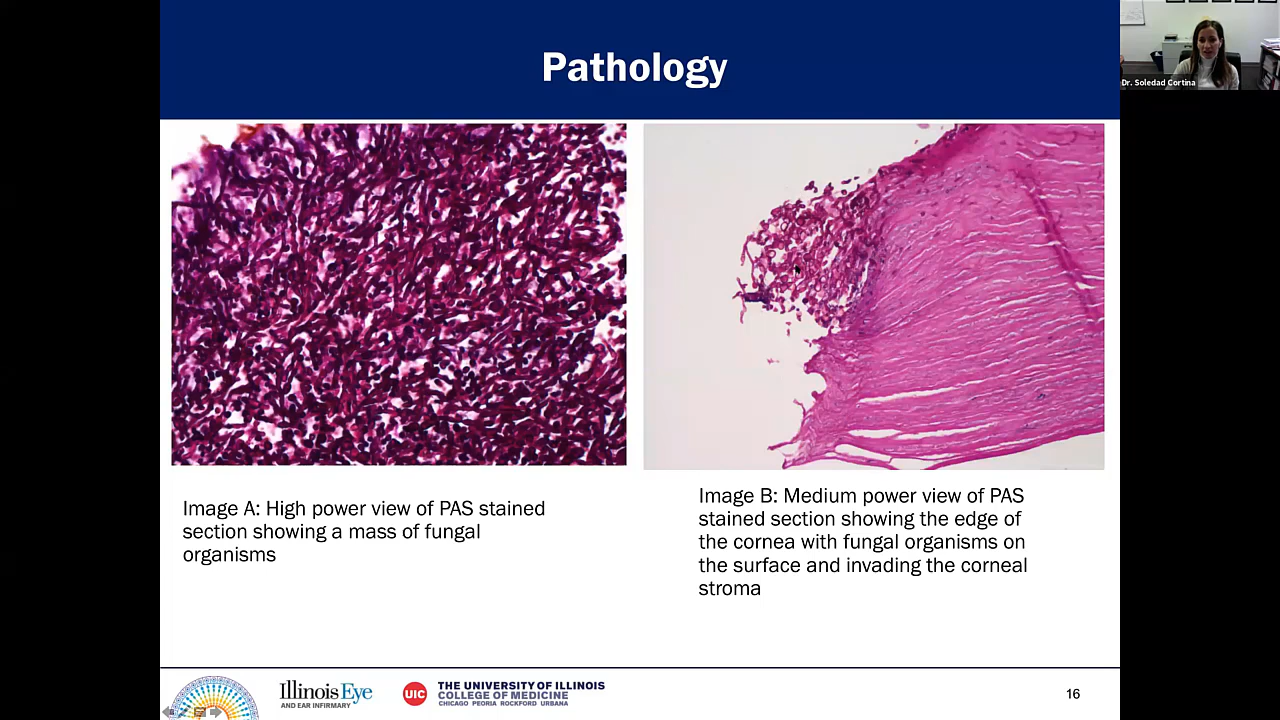 Pathology
Dr. Soledad Cortina
Image A: High power view of PAS stained
section showing a mass of fungal
organisms
Image B: Medium power view of PAS
stained section showing the edge of
the cornea with fungal organisms on
the surface and invading the corneal
stroma
Illinois Eye
AND EAR INFIRMARY
UIC
THE UNIVERSITY OF ILLINOIS
COLLEGE OF MEDICINE
CHICAGO PEORIA ROCKFORD URBANA
16